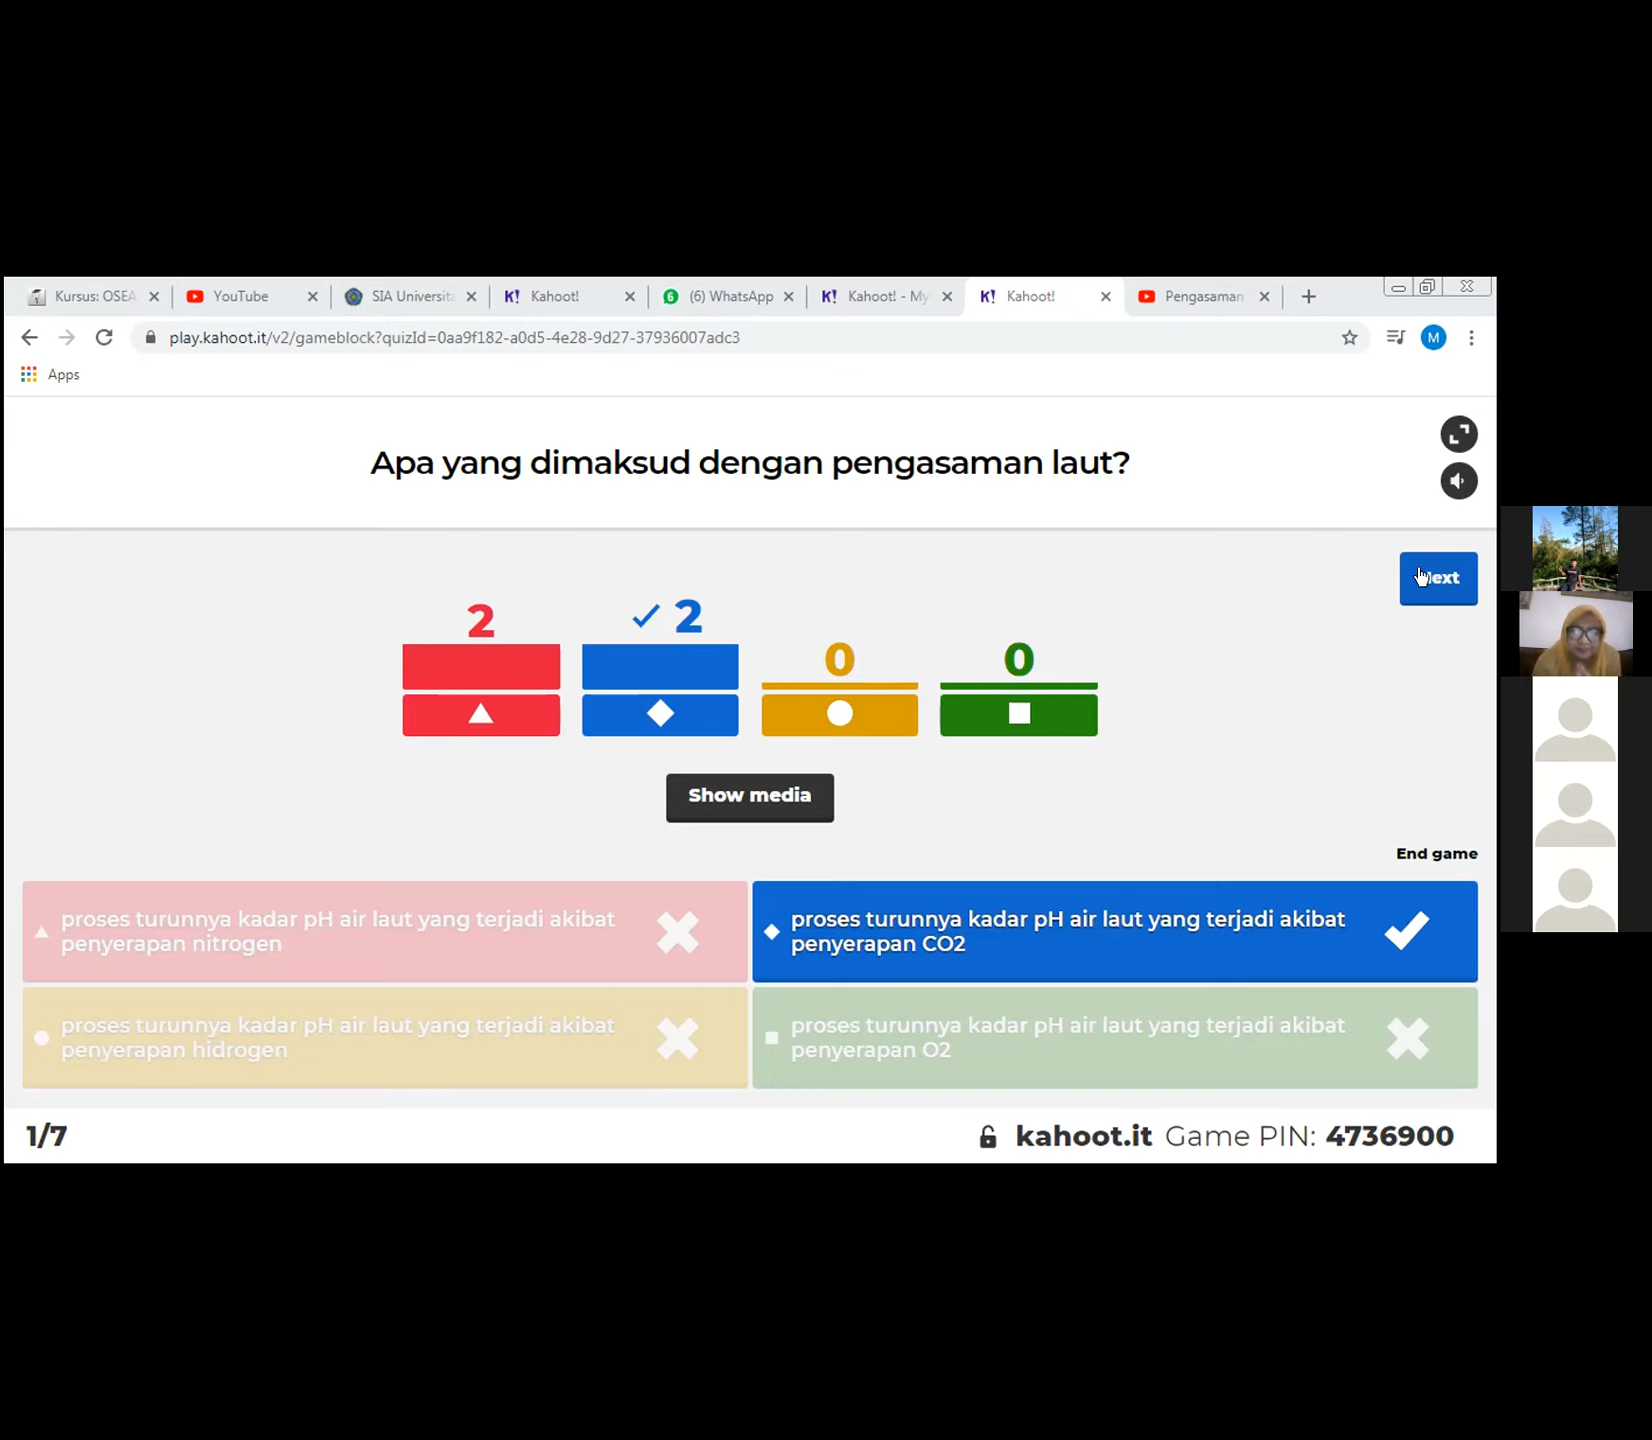 Kursus: OSEA
YouTube
SIA Universita
K! Kahoot!
6 (6) WhatsApp
K! Kahoot! - My
K! Kahoot!
Pengasaman
play.kahoot.it/v2/gameblock?quizId=0aa9f182-a0d5-4e28-9d27-37936007adc3
M
Apps
Apa yang dimaksud dengan pengasaman laut?
ext
2
2
0
0
Show media
End game
proses turunnya kadar pH air laut yang terjadi akibat
penyerapan nitrogen
proses turunnya kadar pH air laut yang terjadi akibat
penyerapan CO2
proses turunnya kadar pH air laut yang terjadi akibat
penyerapan hidrogen
proses turunnya kadar pH air laut yang terjadi akibat
penyerapan O2
1/7
kahoot.it Game PIN: 4736900